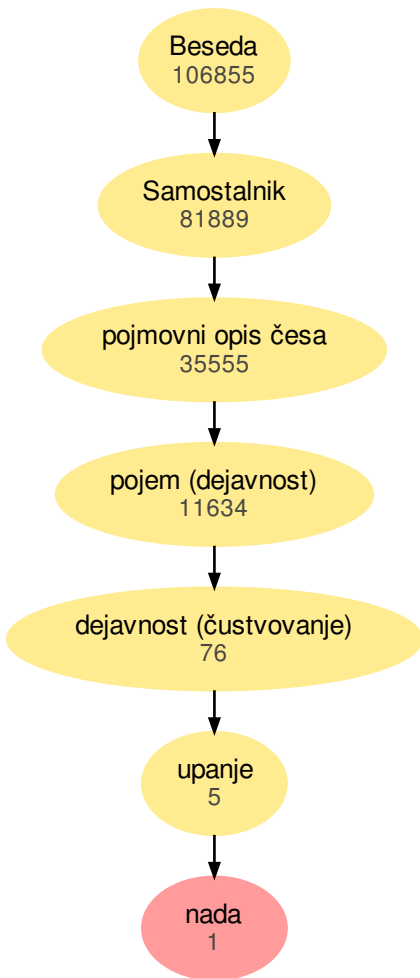 Beseda
106855
Samostalnik
81889
pojmovni opis česa
35555
pojem (dejavnost)
11634
dejavnost (čustvovanje)
76
upanje
5
nada
1